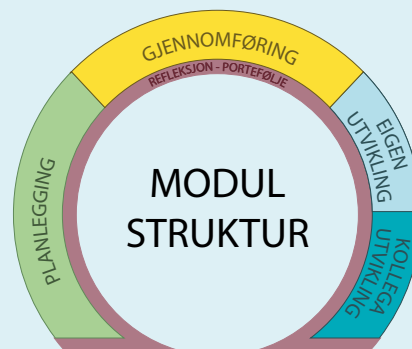 GJENNOMFØRING
REFLEKSJON - PORTEFØLJE
PLANLEGGING
MODUL
STRUKTUR
EIGEN
UTVIKLING
KOLLEGA
UTVIKLING